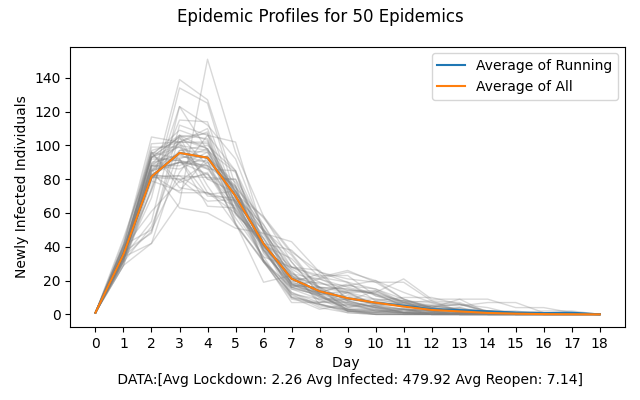 Epidemic Profiles for 50 Epidemics
Average of Running
Average of All
Newly Infected Individuals
140
120
100
80
60
40
20
0
0 1 2 3 4 5 6 7 8 9 10 11 12 13 14 15 16 17 18
Day
DATA:[Avg Lockdown: 2.26 Avg Infected: 479.92 Avg Reopen: 7.14]